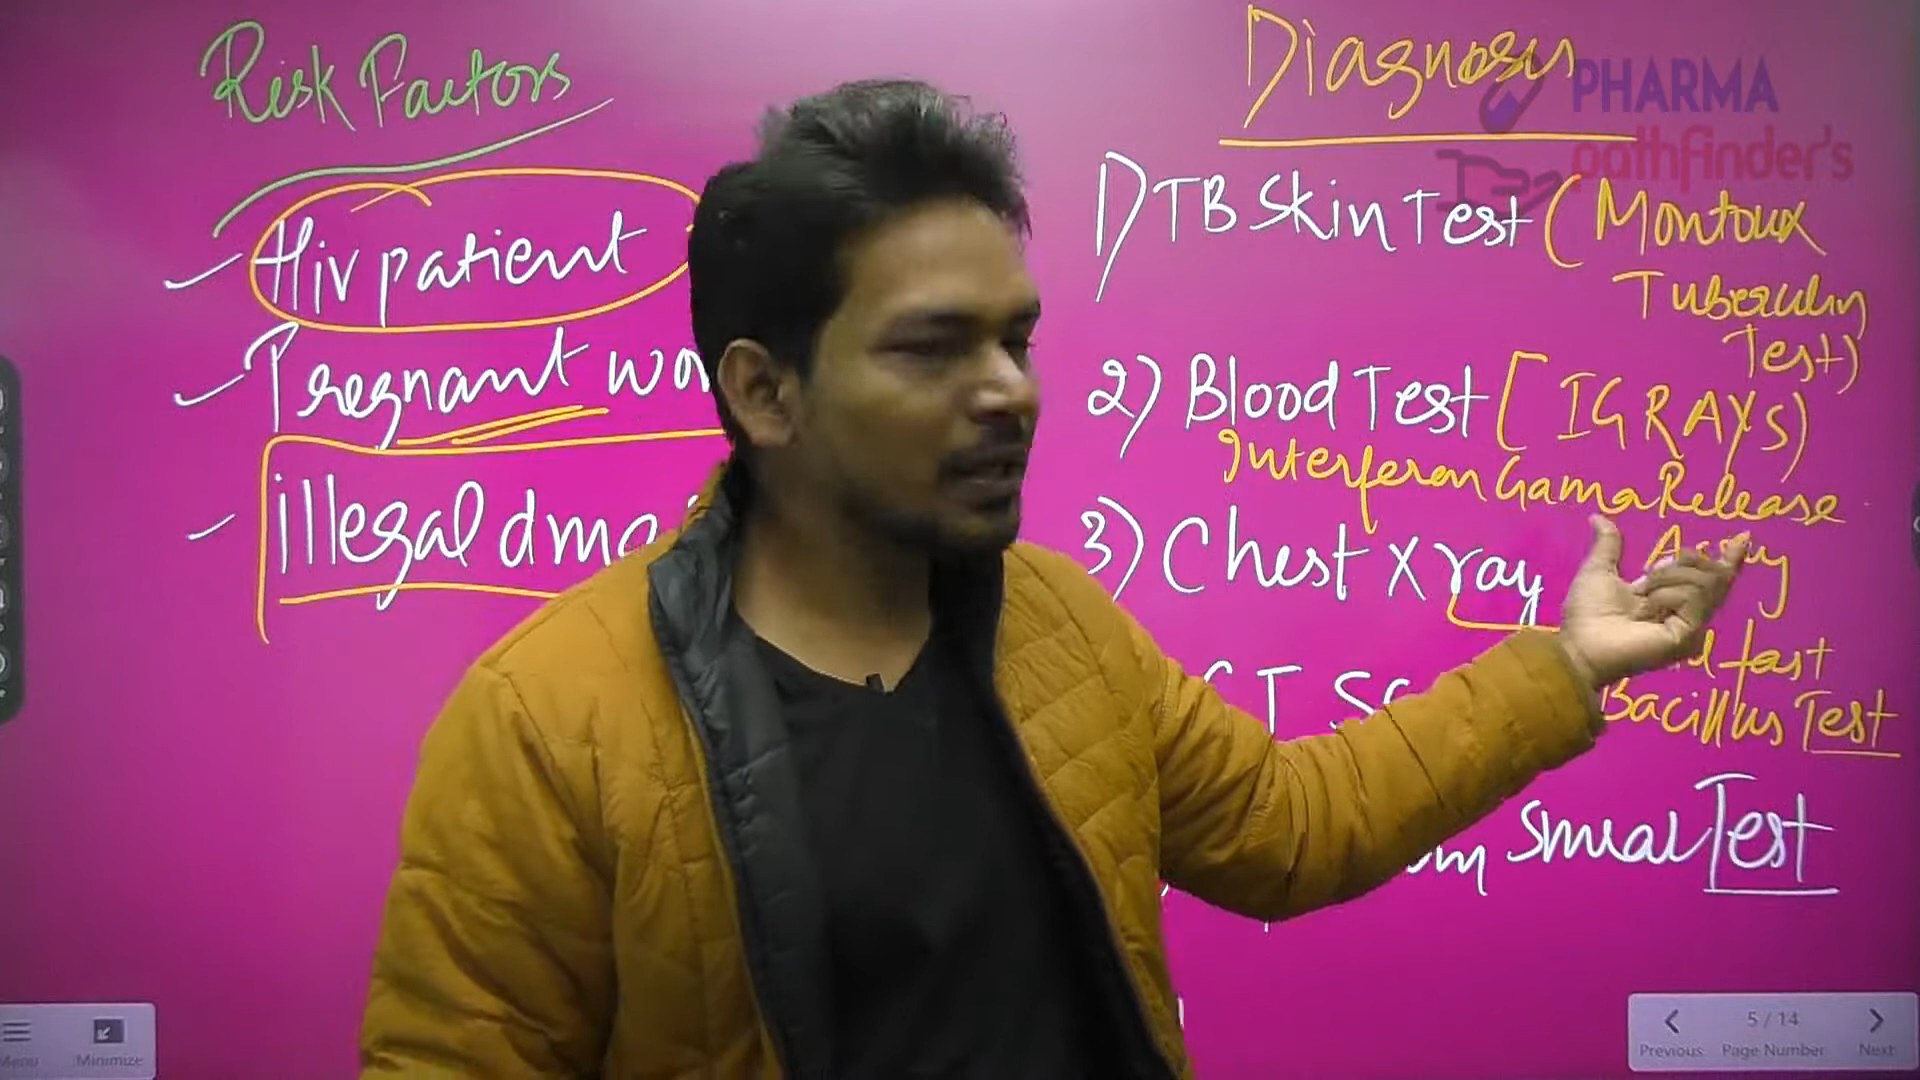 Risk Factors
- Hiv patient
- Pregnant
- illegal
Diagnosis
PHARMA
pathfinder's
1) TB Skin Test (Montoux
Tuberculin
Test)
2) Blood Test [IGRAYS)
Interferon Gama Release
3) Chest X ray
fast
Bacillus Test
Smear Test
Menu
Minimize
5 / 14
Previous Page Number Next